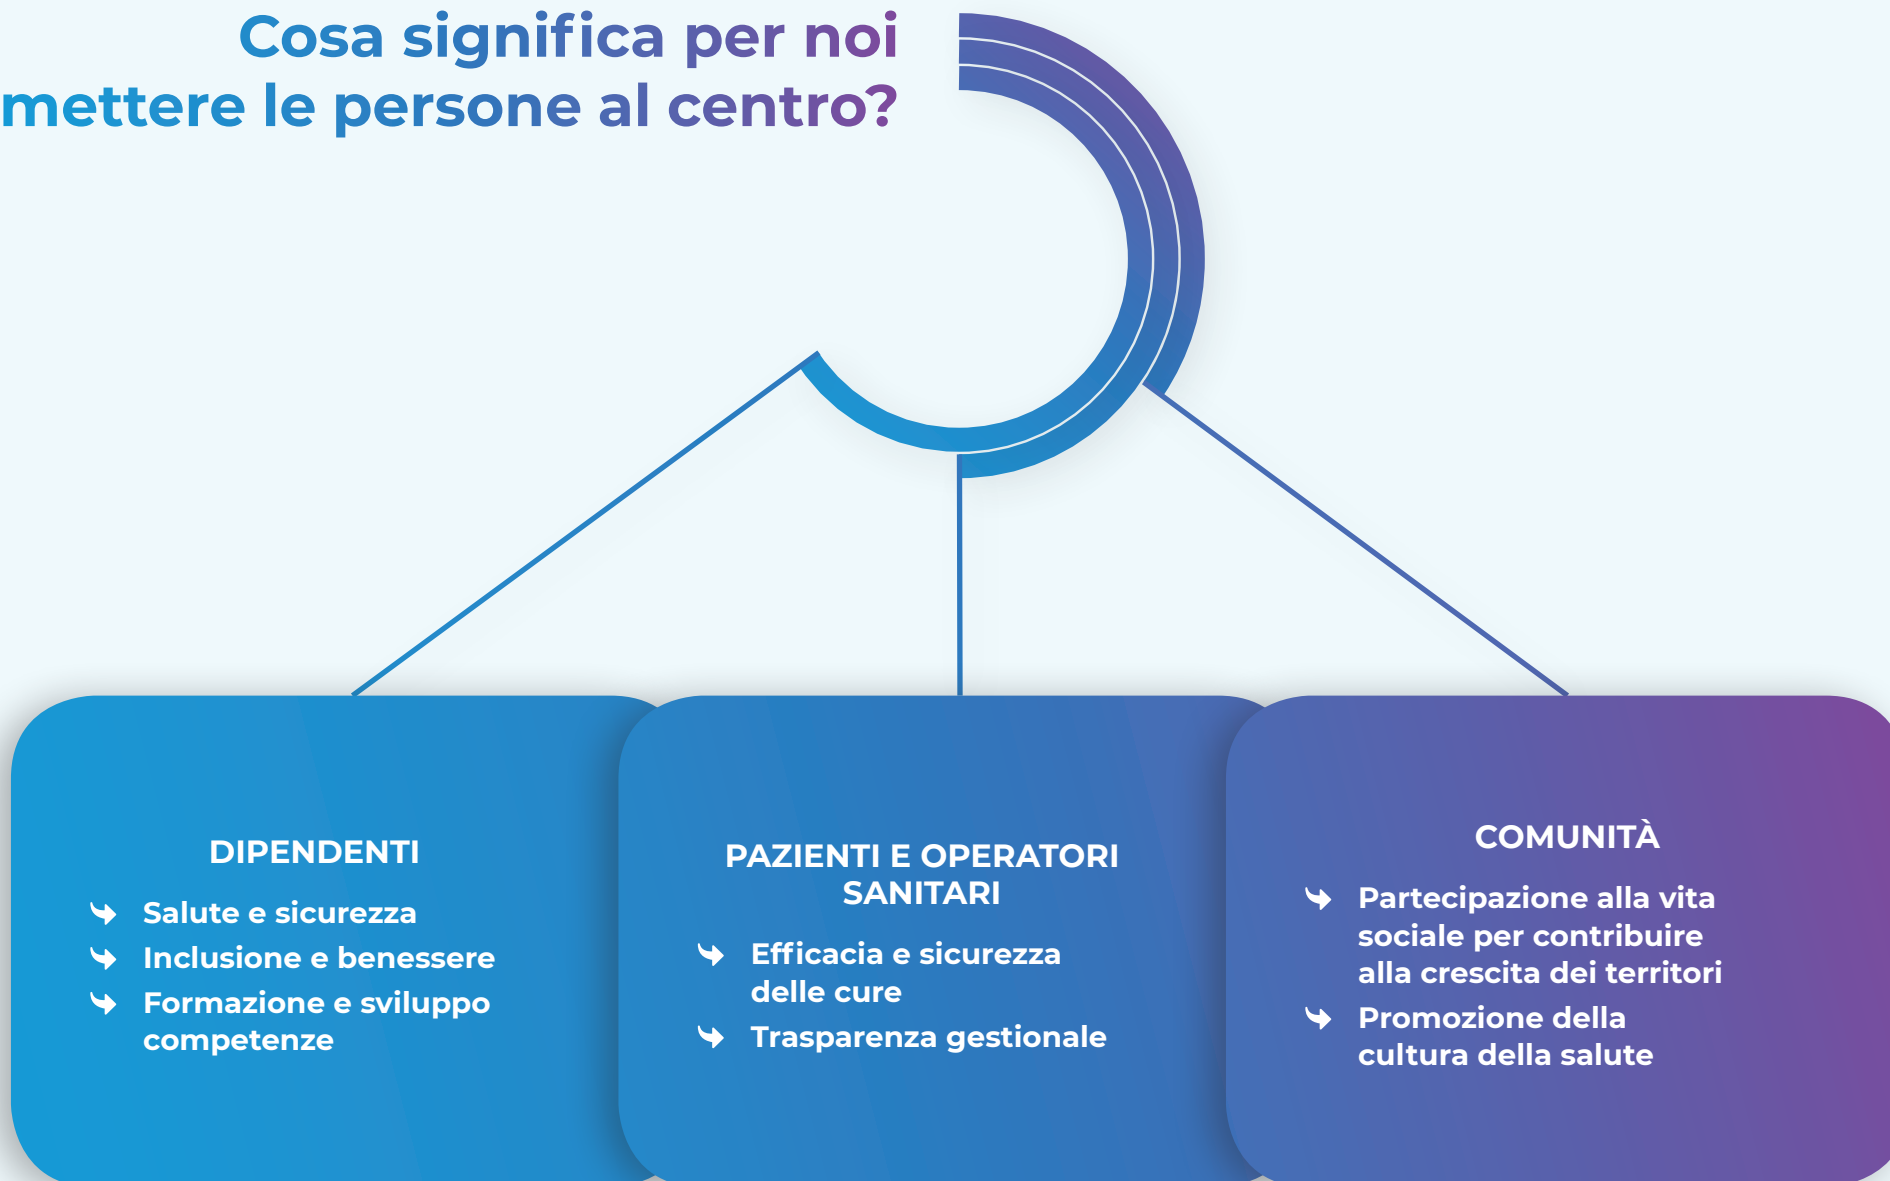 Cosa significa per noi
mettere le persone al centro?
DIPENDENTI
Salute e sicurezza
Inclusione e benessere
Formazione e sviluppo
competenze
PAZIENTI E OPERATORI
SANITARI
Efficacia e sicurezza
delle cure
Trasparenza gestionale
COMUNITÀ
Partecipazione alla vita
sociale per contribuire
alla crescita dei territori
Promozione della
cultura della salute